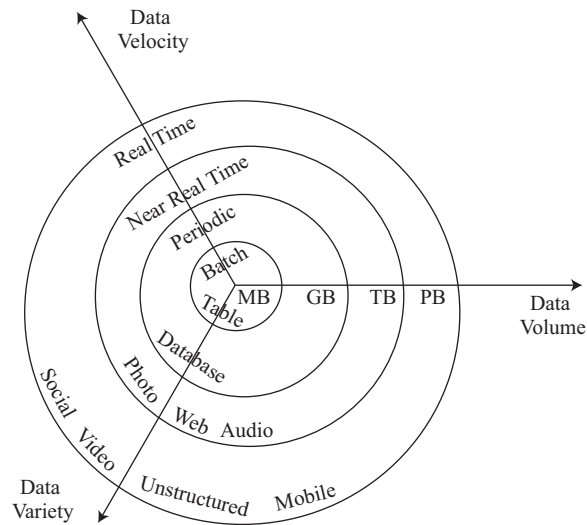 Data
Velocity
Real Time
Near Real Time
Periodic
Batch
MB GB TB PB
Data
Volume
Table
Database
Photo Web Audio
Social Video Unstructured Mobile
Data
Variety